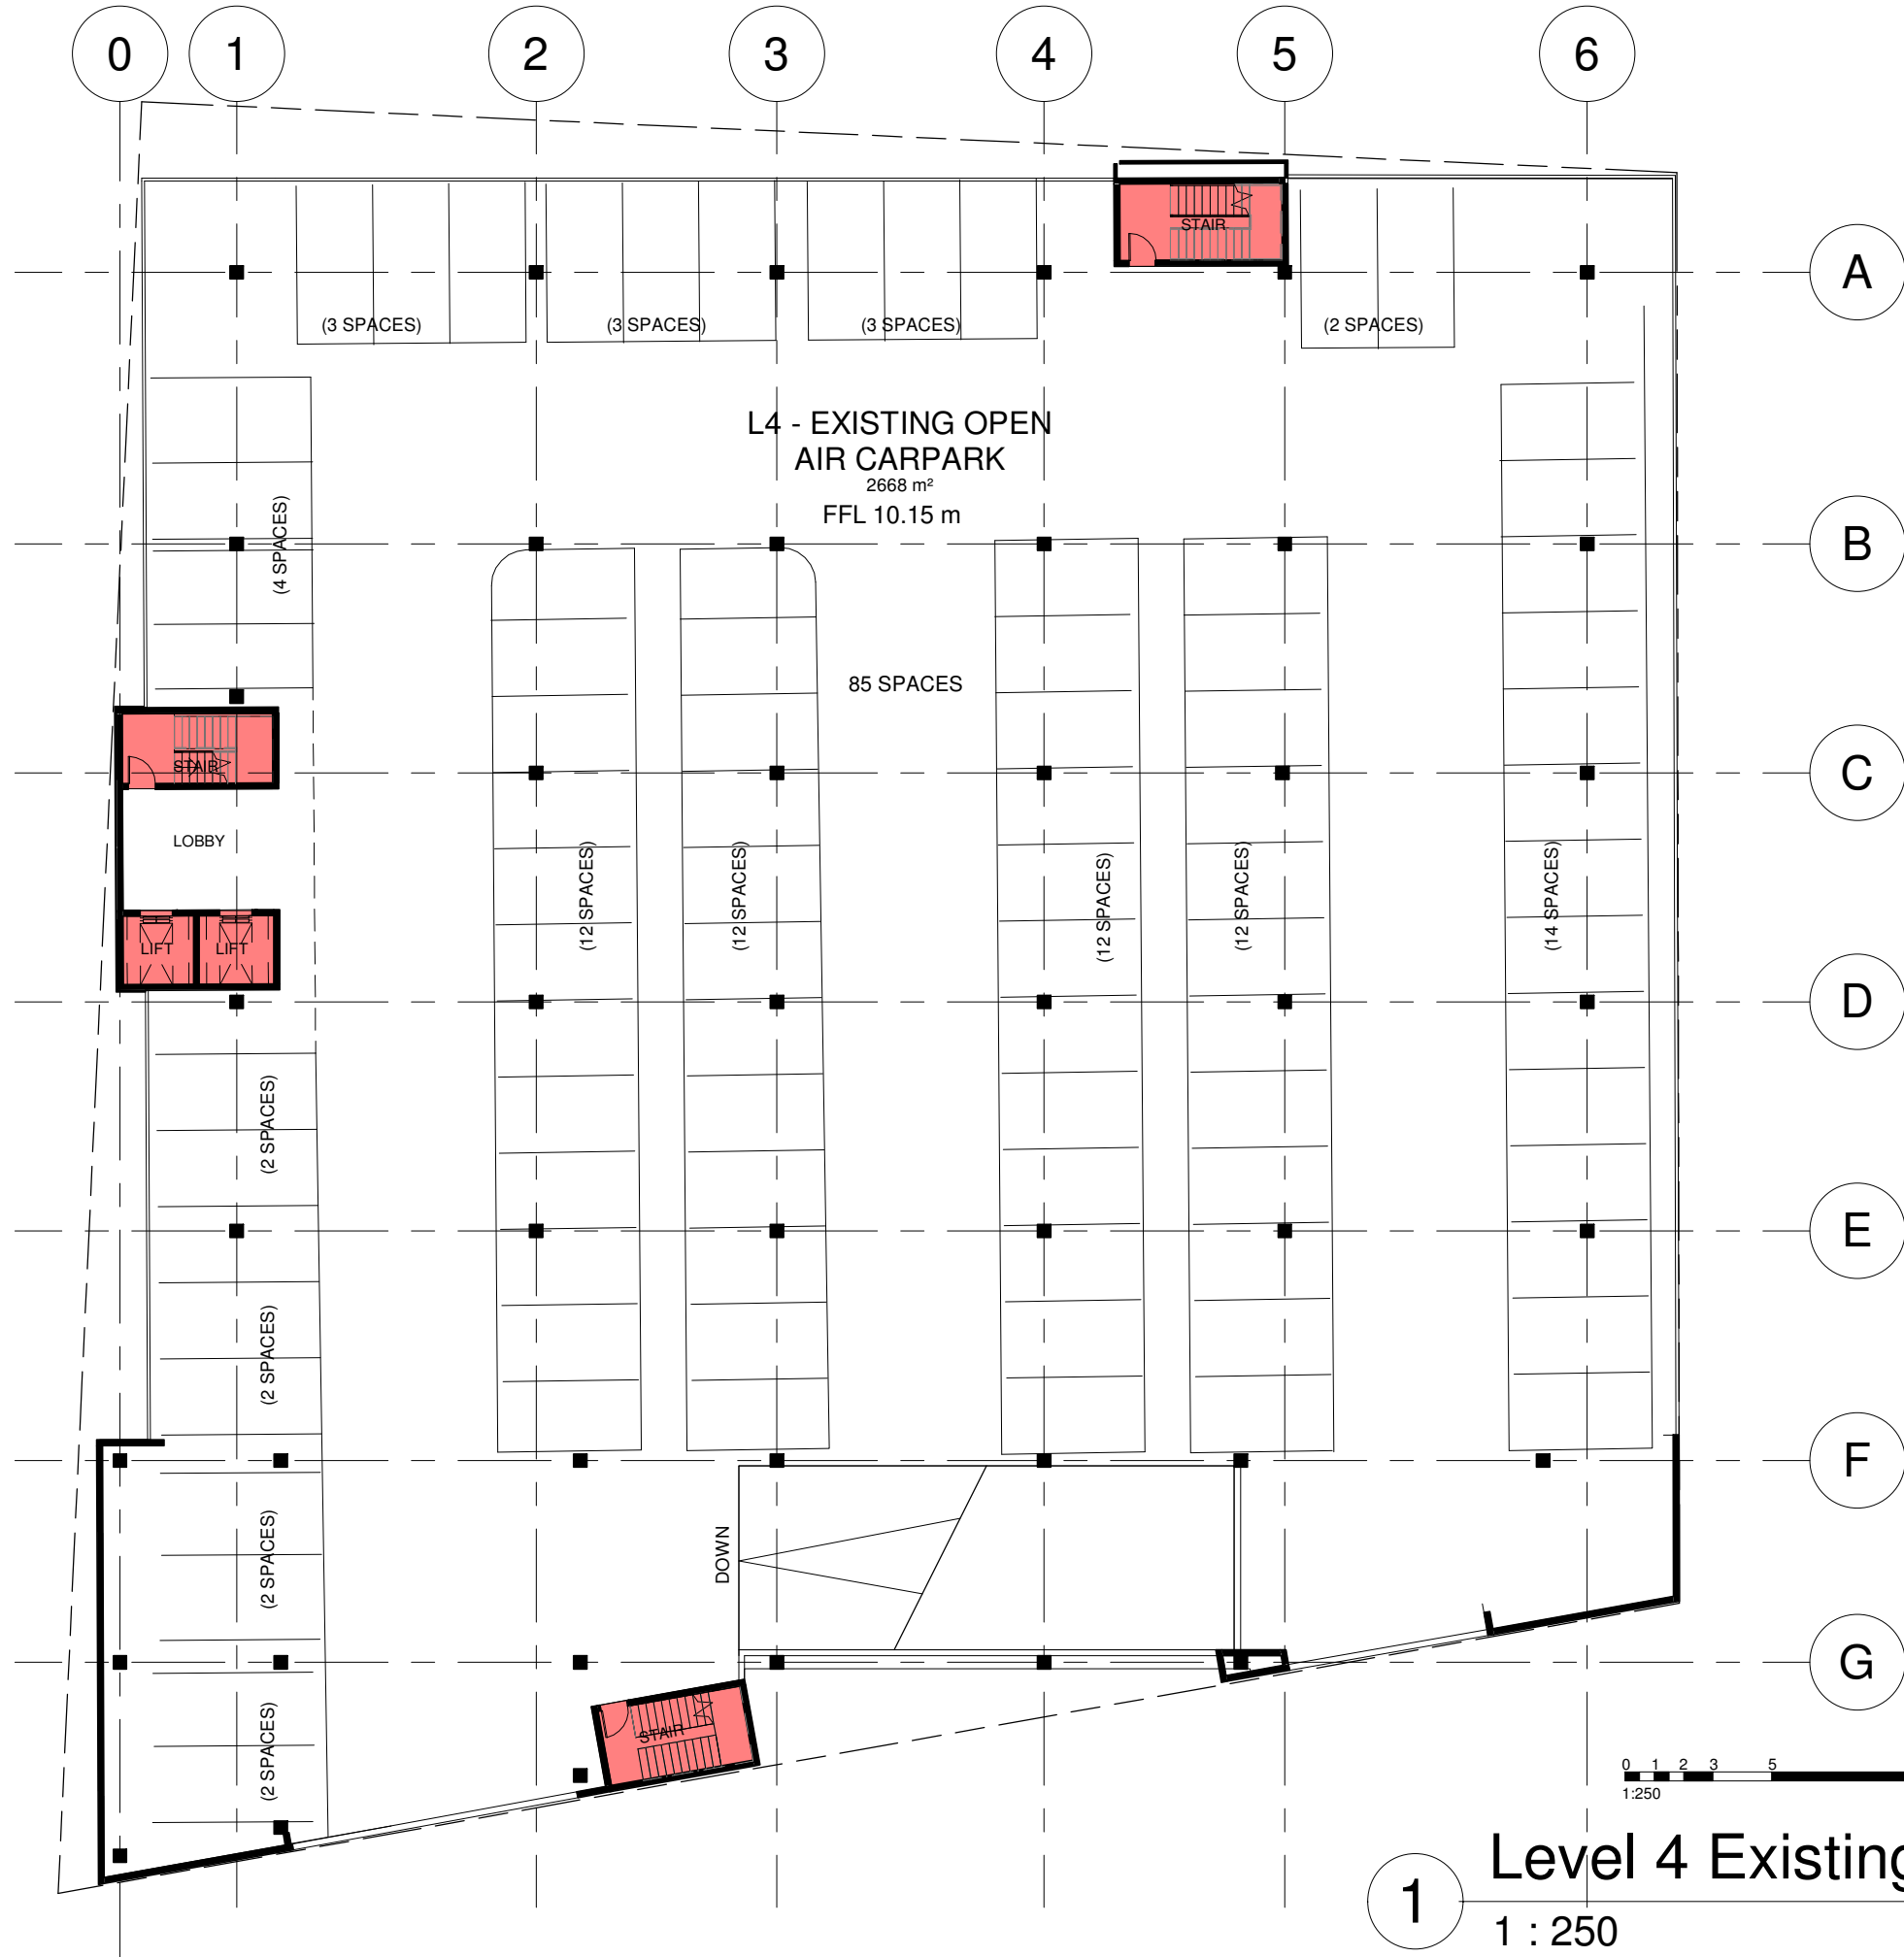 0 1 2 3 4 5 6
STAIR
A
(3 SPACES) (3 SPACES) (3 SPACES) (2 SPACES)
L4 - EXISTING OPEN
AIR CARPARK
2668 m²
FFL 10.15 m
(4 SPACES)
B
85 SPACES
STAIR
C
LOBBY
(12 SPACES)
(12 SPACES)
(12 SPACES)
(12 SPACES)
(14 SPACES)
LIFT LIFT
D
(2 SPACES)
E
(2 SPACES)
F
(2 SPACES)
DOWN
G
STAIR
(2 SPACES)
0 1 2 3 5
1:250
1
Level 4 Existing
1 : 250